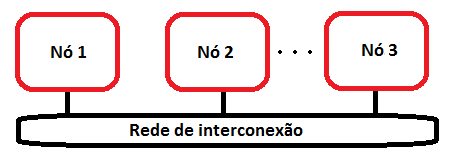 Nó 1
Nó 2
. . .
Nó 3
Rede de interconexão